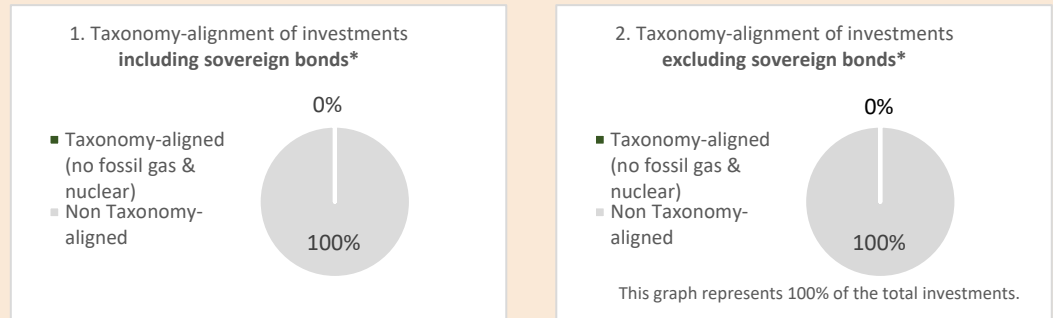 1. Taxonomy-alignment of investments
including sovereign bonds*
0%
Taxonomy-aligned
(no fossil gas &
nuclear)
Non Taxonomy-
aligned
100%
2. Taxonomy-alignment of investments
excluding sovereign bonds*
0%
Taxonomy-aligned
(no fossil gas &
nuclear)
Non Taxonomy-
aligned
100%
This graph represents 100% of the total investments.